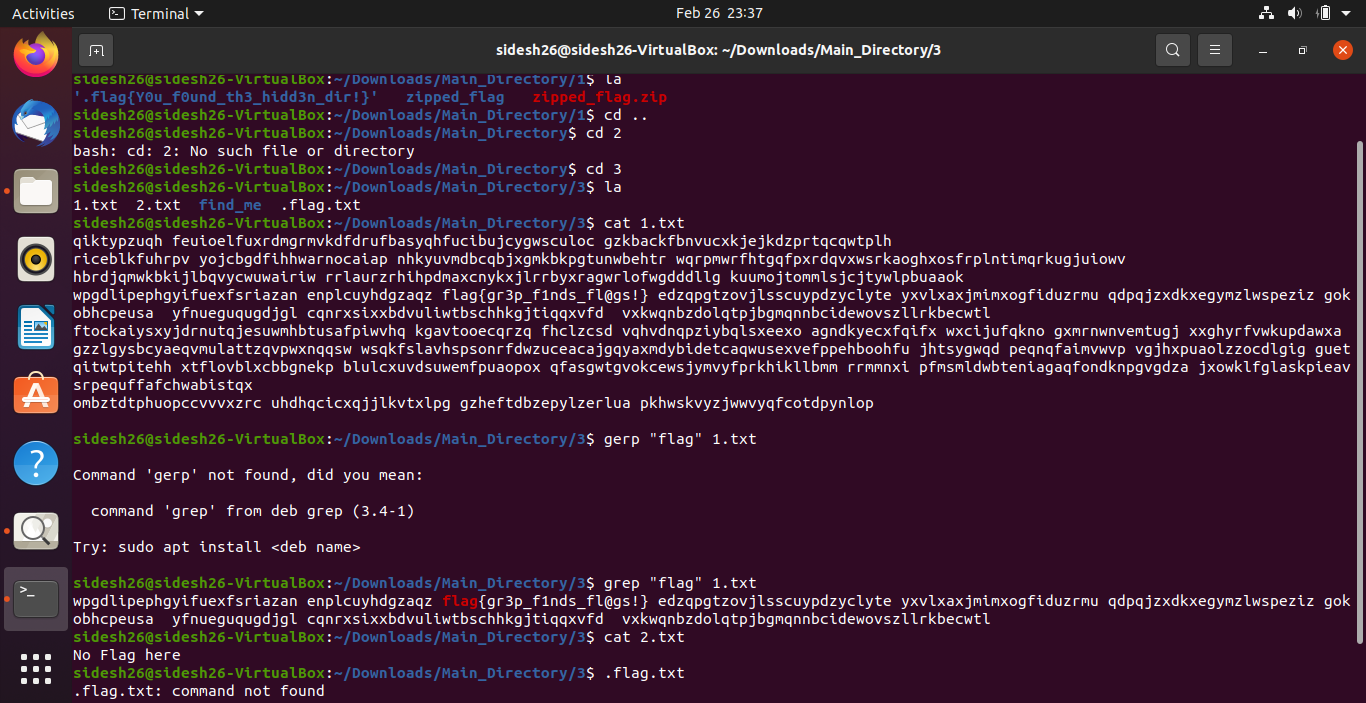 Activities Terminal Feb 26 23:37
sidesh26@sidesh26-VirtualBox: ~/Downloads/Main_Directory/3
sidesh26@sidesh26-VirtualBox:~/Downloads/Main_Directory/1$ la
'.flag{Y0u_f0und_th3_hidd3n_dir!}' zipped_flag zipped_flag.zip
sidesh26@sidesh26-VirtualBox:~/Downloads/Main_Directory/1$ cd ..
sidesh26@sidesh26-VirtualBox:~/Downloads/Main_Directory$ cd 2
bash: cd: 2: No such file or directory
sidesh26@sidesh26-VirtualBox:~/Downloads/Main_Directory$ cd 3
sidesh26@sidesh26-VirtualBox:~/Downloads/Main_Directory/3$ la
1.txt 2.txt find_me .flag.txt
sidesh26@sidesh26-VirtualBox:~/Downloads/Main_Directory/3$ cat 1.txt
qiktypzuqh feuioelfuxrdmgrmvkdfdrufbasyqhfucibujcygwsculoc gzkbackfbnvucxkjejkdzprtqcqwtplh
riceblkfuhrpv yojcbgdfihhwarnocaiap nhkyuvmdbcqbjxgmkbkpgtunwbehtr wqrpmwrfhtgqfpxrdqvxwsrkaoghxosfrplntimqrkugjuiowv
hbrdjqmwkbkijlbqvycwuwairiw rrlaurzrhihpdmaxcnykxjlrrbyxragwrlofwgdddllg kuumojtommlsjcjtywlpbuaaok
wpgdlipephgyifuexfsriazan enplcuyhdgzaqz flag{gr3p_f1nds_fl@gs!} edzqpgtzovjlsscuypdzyclyte yxvlxaxjmimxogfiduzrmu qdpqjzxdkxegymzlwspeziz gok
obhcpeusa yfnueguqugdjgl cqnrxsixxbdvuliwtbschhkgjtiqqxvfd vxkwqnbzdolqtpjbgmqnnbcidewovszllrkbecwtl
ftockaiysxyjdrnutqjesuwmhbtusafpiwvhq kgavtoeecqrzq fhclzcsd vqhvdnqpziybqlsxeexo agndkyecxfqifx wxcijufqkno gxmrnwnvemtugj xxghyrfvwkupdawxa
agzzlgysbcyaeqvmulattzqvpwxnqqsw wsqkfslavhspsonrfdwzuceacajgqyaxmdybidetcaqwusexvefppehboohfu jhtsygwqd peqnqfaimvwvp vgjhxpuaolzzocdlgig guet
qitwtpitehh xtflovblxcbbgnekp blulcxuvdsuwemfpuaopox qfasgwtgvokcewsjymvyfprkhikllbmm rrmmnxi pfmsmldwbteniagaqfondknpgvgdza jxowklfglaskpieav
srpequffafchwabistqx
ombztdtphuopccvvvxzrc uhdhqcicxqjjlkvtxlpg gzheftdbzepylzerlua pkhwskvyzjwwvyqfcotdpynlop
sidesh26@sidesh26-VirtualBox:~/Downloads/Main_Directory/3$ gerp "flag" 1.txt
Command 'gerp' not found, did you mean:
command 'grep' from deb grep (3.4-1)
Try: sudo apt install <deb name>
sidesh26@sidesh26-VirtualBox:~/Downloads/Main_Directory/3$ grep "flag" 1.txt
wpgdlipephgyifuexfsriazan enplcuyhdgzaqz flag{gr3p_f1nds_fl@gs!} edzqpgtzovjlsscuypdzyclyte yxvlxaxjmimxogfiduzrmu qdpqjzxdkxegymzlwspeziz gok
obhcpeusa yfnueguqugdjgl cqnrxsixxbdvuliwtbschhkgjtiqqxvfd vxkwqnbzdolqtpjbgmqnnbcidewovszllrkbecwtl
sidesh26@sidesh26-VirtualBox:~/Downloads/Main_Directory/3$ cat 2.txt
No Flag here
sidesh26@sidesh26-VirtualBox:~/Downloads/Main_Directory/3$ .flag.txt
.flag.txt: command not found